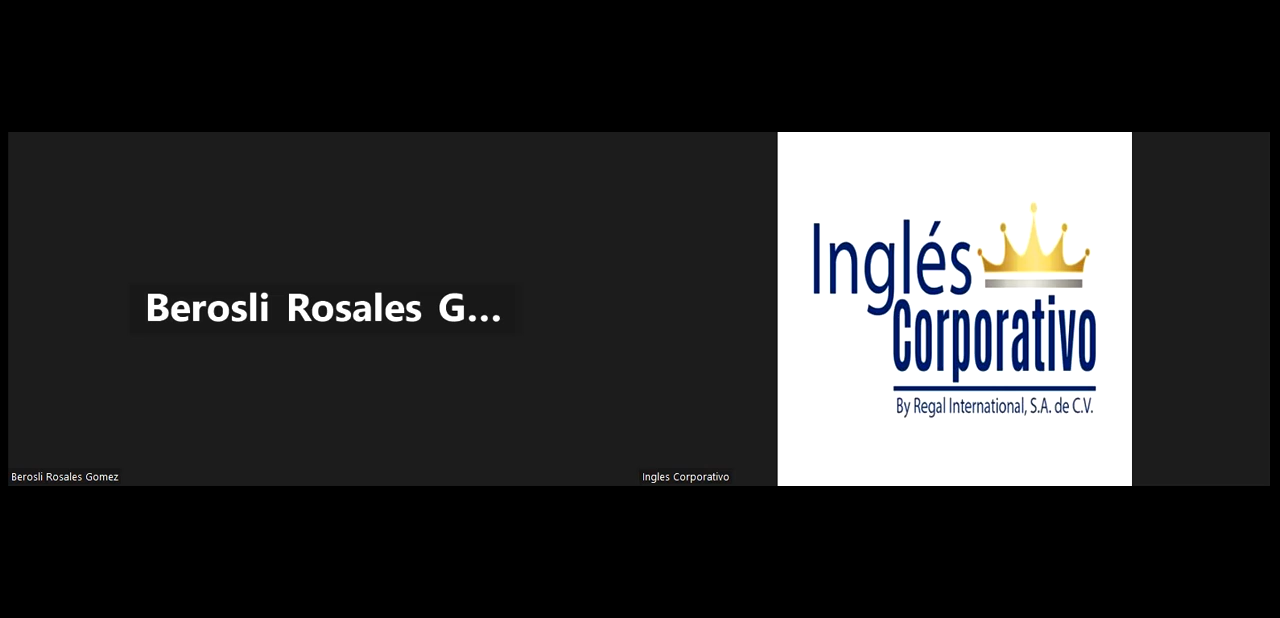 Berosli Rosales G...
Berosli Rosales Gomez
Inglés
Corporativo
By Regal International, S.A. de C.V.
Ingles Corporativo